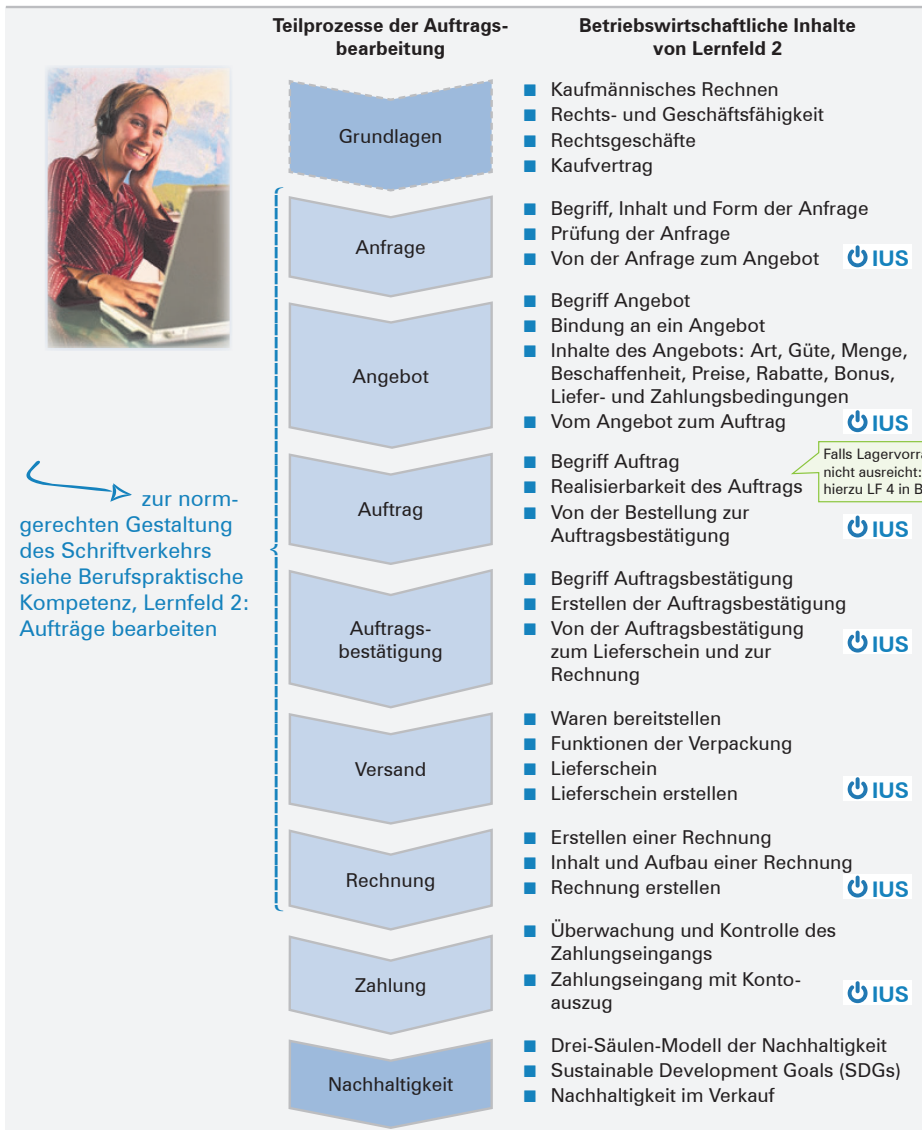 Teilprozesse der Auftrags-
bearbeitung
Betriebswirtschaftliche Inhalte
von Lernfeld 2
Grundlagen
■ Kaufmännisches Rechnen
■ Rechts- und Geschäftsfähigkeit
■ Rechtsgeschäfte
■ Kaufvertrag
Anfrage
■ Begriff, Inhalt und Form der Anfrage
■ Prüfung der Anfrage
■ Von der Anfrage zum Angebot IUS
Angebot
■ Begriff Angebot
■ Bindung an ein Angebot
■ Inhalte des Angebots: Art, Güte, Menge,
Beschaffenheit, Preise, Rabatte, Bonus,
Liefer- und Zahlungsbedingungen
■ Vom Angebot zum Auftrag IUS
Auftrag
■ Begriff Auftrag
■ Realisierbarkeit des Auftrags
■ Von der Bestellung zur
Auftragsbestätigung IUS
Falls Lagervorra
nicht ausreicht:
hierzu LF 4 in B
zur norm-
gerechten Gestaltung
des Schriftverkehrs
siehe Berufspraktische
Kompetenz, Lernfeld 2:
Aufträge bearbeiten
Auftrags-
bestätigung
■ Begriff Auftragsbestätigung
■ Erstellen der Auftragsbestätigung
■ Von der Auftragsbestätigung
zum Lieferschein und zur IUS
Rechnung
Versand
■ Waren bereitstellen
■ Funktionen der Verpackung
■ Lieferschein
■ Lieferschein erstellen IUS
Rechnung
■ Erstellen einer Rechnung
■ Inhalt und Aufbau einer Rechnung
■ Rechnung erstellen IUS
Zahlung
■ Überwachung und Kontrolle des
Zahlungseingangs
■ Zahlungseingang mit Konto-
auszug IUS
Nachhaltigkeit
■ Drei-Säulen-Modell der Nachhaltigkeit
■ Sustainable Development Goals (SDGs)
■ Nachhaltigkeit im Verkauf